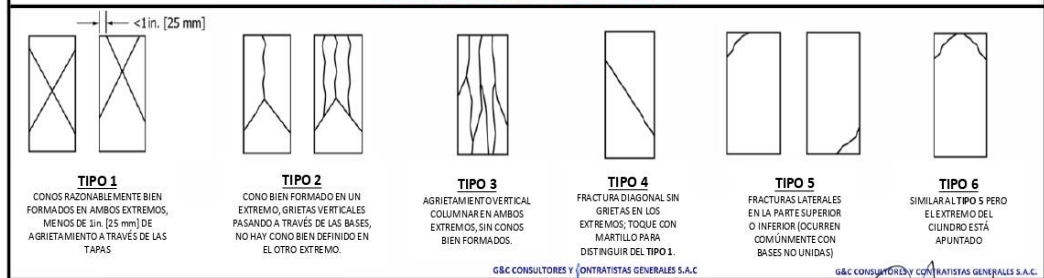 <1in. [25 mm]
TIPO 1
CONOS RAZONABLEMENTE BIEN
FORMADOS EN AMBOS EXTREMOS,
MENOS DE 1in. [25 mm] DE
AGRIETAMIENTO A TRAVÉS DE LAS
TAPAS
TIPO 2
CONO BIEN FORMADO EN UN
EXTREMO, GRIETAS VERTICALES
PASANDO A TRAVÉS DE LAS BASES,
NO HAY CONO BIEN DEFINIDO EN
EL OTRO EXTREMO.
TIPO 3
AGRIETAMIENTO VERTICAL
COLUMNAR EN AMBOS
EXTREMOS, SIN CONOS
BIEN FORMADOS.
TIPO 4
FRACTURA DIAGONAL SIN
GRIETAS EN LOS
EXTREMOS; TOQUE CON
MARTILLO PARA
DISTINGUIR DEL TIPO 1.
TIPO 5
FRACTURAS LATERALES
EN LA PARTE SUPERIOR
O INFERIOR (OCURREN
COMÚNMENTE CON
BASES NO UNIDAS)
TIPO 6
SIMILAR AL TIPO 5 PERO
EL EXTREMO DEL
CILINDRO ESTÁ
APUNTADO
G&C CONSULTORES Y CONTRATISTAS GENERALES S.A.C
G&C CONSULTORES Y CONTRATISTAS GENERALES S.A.C.